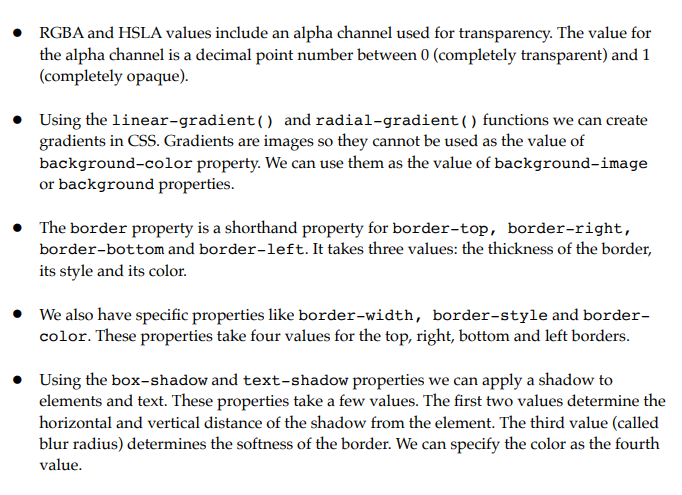 ● RGBA and HSLA values include an alpha channel used for transparency. The value for
the alpha channel is a decimal point number between 0 (completely transparent) and 1
(completely opaque).
● Using the linear-gradient() and radial-gradient() functions we can create
gradients in CSS. Gradients are images so they cannot be used as the value of
background-color property. We can use them as the value of background-image
or background properties.
● The border property is a shorthand property for border-top, border-right,
border-bottom and border-left. It takes three values: the thickness of the border,
its style and its color.
● We also have specific properties like border-width, border-style and border-
color. These properties take four values for the top, right, bottom and left borders.
● Using the box-shadow and text-shadow properties we can apply a shadow to
elements and text. These properties take a few values. The first two values determine the
horizontal and vertical distance of the shadow from the element. The third value (called
blur radius) determines the softness of the border. We can specify the color as the fourth
value.